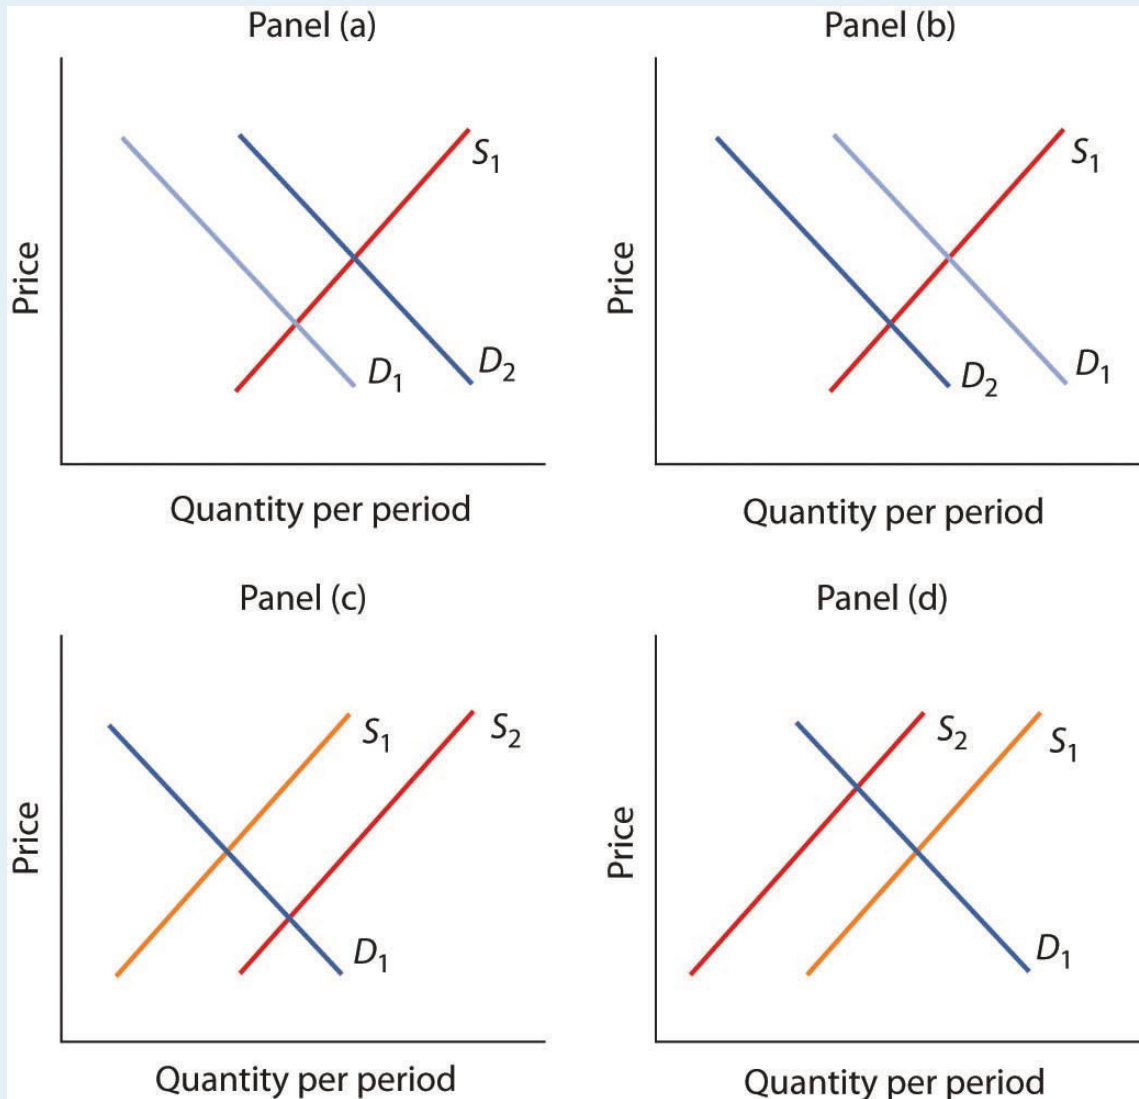 Panel (a)
Price
S1
D1
D2
Quantity per period
Panel (b)
Price
S1
D2
D1
Quantity per period
Panel (c)
Price
S1
S2
D1
Quantity per period
Panel (d)
Price
S2
S1
D1
Quantity per period